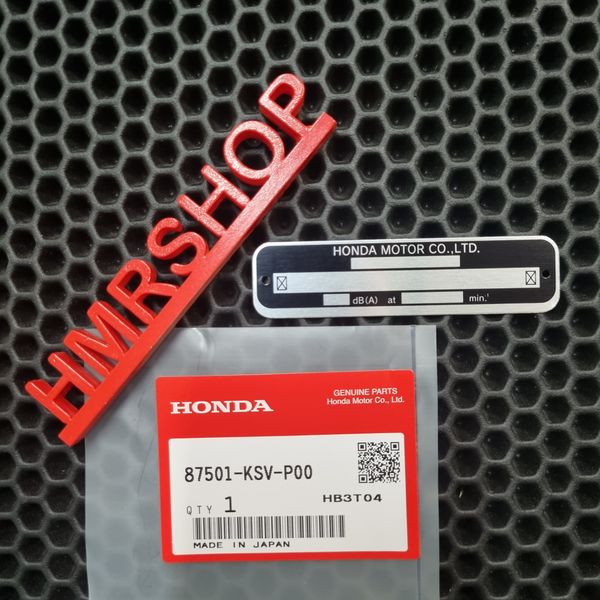 HMRSHOP
HONDA MOTOR CO.,LTD.
dB(A) at min.¹
HONDA
GENUINE PARTS
Honda Motor Co., Ltd.
87501-KSV-P00
QTY 1
HB3T04
MADE IN JAPAN